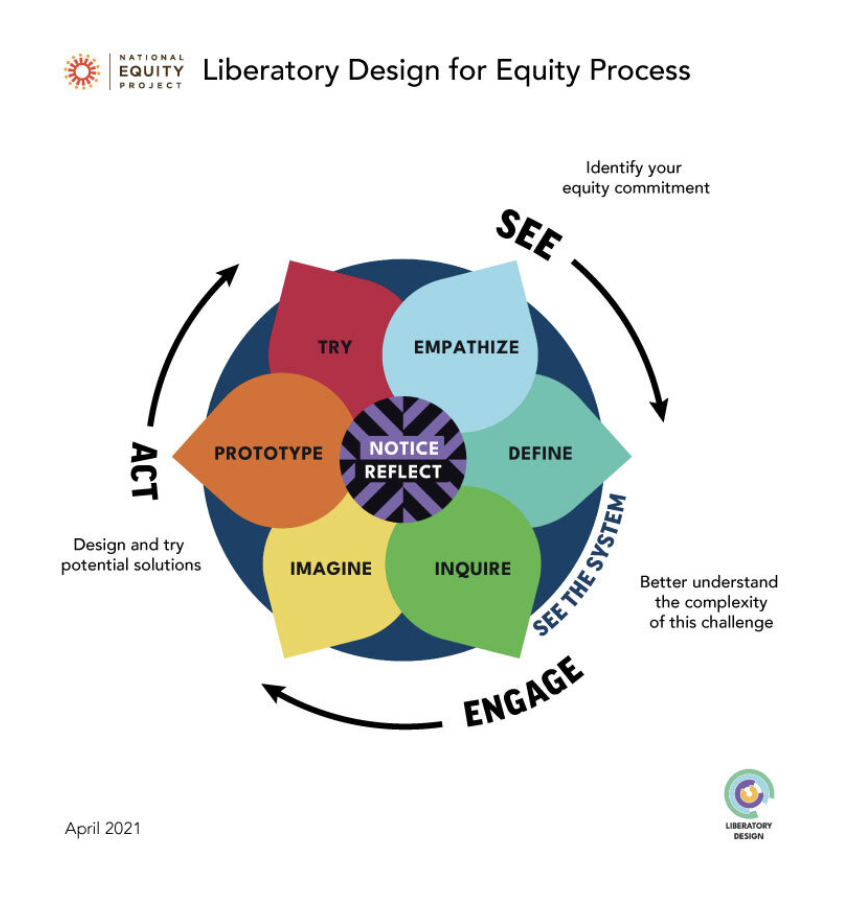 NATIONAL
EQUITY
PROJECT
Liberatory Design for Equity Process
Identify your
equity commitment
SEE
TRY
EMPATHIZE
NOTICE
REFLECT
PROTOTYPE
DEFINE
ACT
SEE THE SYSTEM
Design and try
potential solutions
IMAGINE
INQUIRE
Better understand
the complexity
of this challenge
ENGAGE
April 2021
LIBERATORY
DESIGN